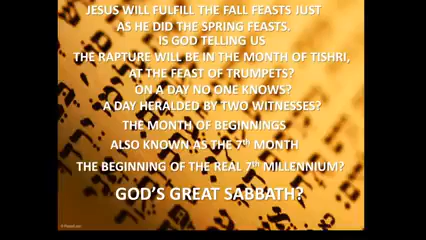 JESUS WILL FULFILL THE FALL FEASTS JUST
AS HE DID THE SPRING FEASTS.
IS GOD TELLING US
THE RAPTURE WILL BE IN THE MONTH OF TISHRI,
AT THE FEAST OF TRUMPETS?
ON A DAY NO ONE KNOWS?
A DAY HERALDED BY TWO WITNESSES?
THE MONTH OF BEGINNINGS
ALSO KNOWN AS THE 7th MONTH
THE BEGINNING OF THE REAL 7th MILLENNIUM?
GOD'S GREAT SABBATH?